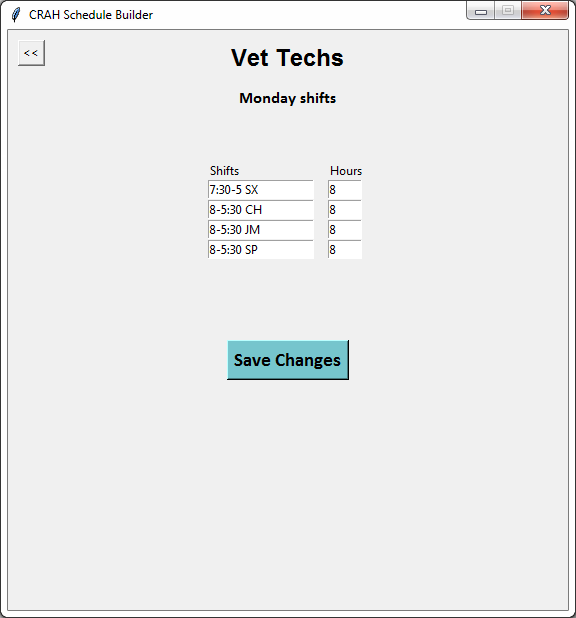 CRAH Schedule Builder
<<
Vet Techs
Monday shifts
Shifts Hours
7:30-5 SX 8
8-5:30 CH 8
8-5:30 JM 8
8-5:30 SP 8
Save Changes